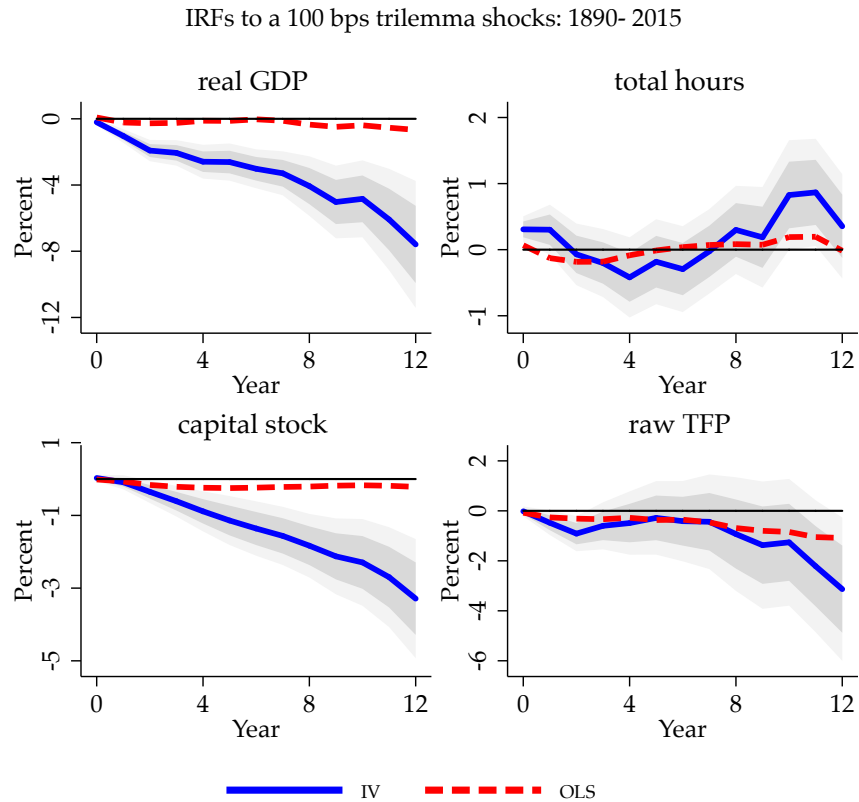 IRFs to a 100 bps trilemma shocks: 1890- 2015
real GDP
0
-4
-8
-12
Percent
0 4 8 12
Year
total hours
2
1
0
-1
Percent
0 4 8 12
Year
capital stock
1
-1
-3
-5
Percent
0 4 8 12
Year
raw TFP
2
0
-2
-4
-6
Percent
0 4 8 12
Year
IV OLS